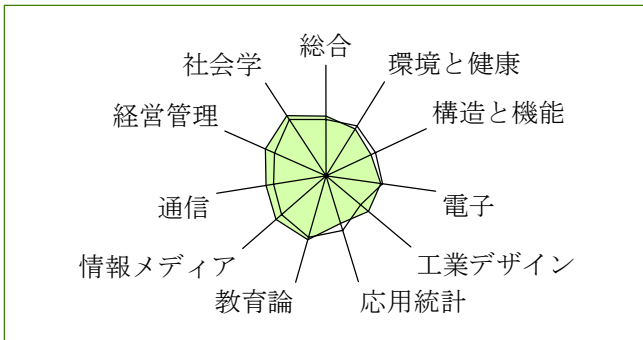 総合
社会学
環境と健康
経営管理
構造と機能
通信
電子
情報メディア
工業デザイン
教育論
応用統計